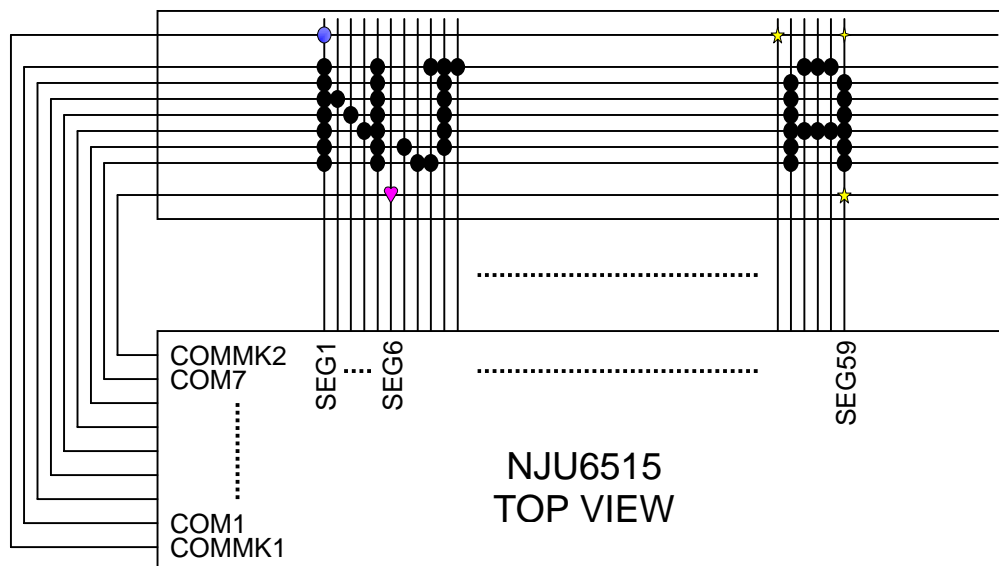 COMMK2
COM7
COM1
COMMK1
SEG1
SEG6
SEG59
NJU6515
TOP VIEW